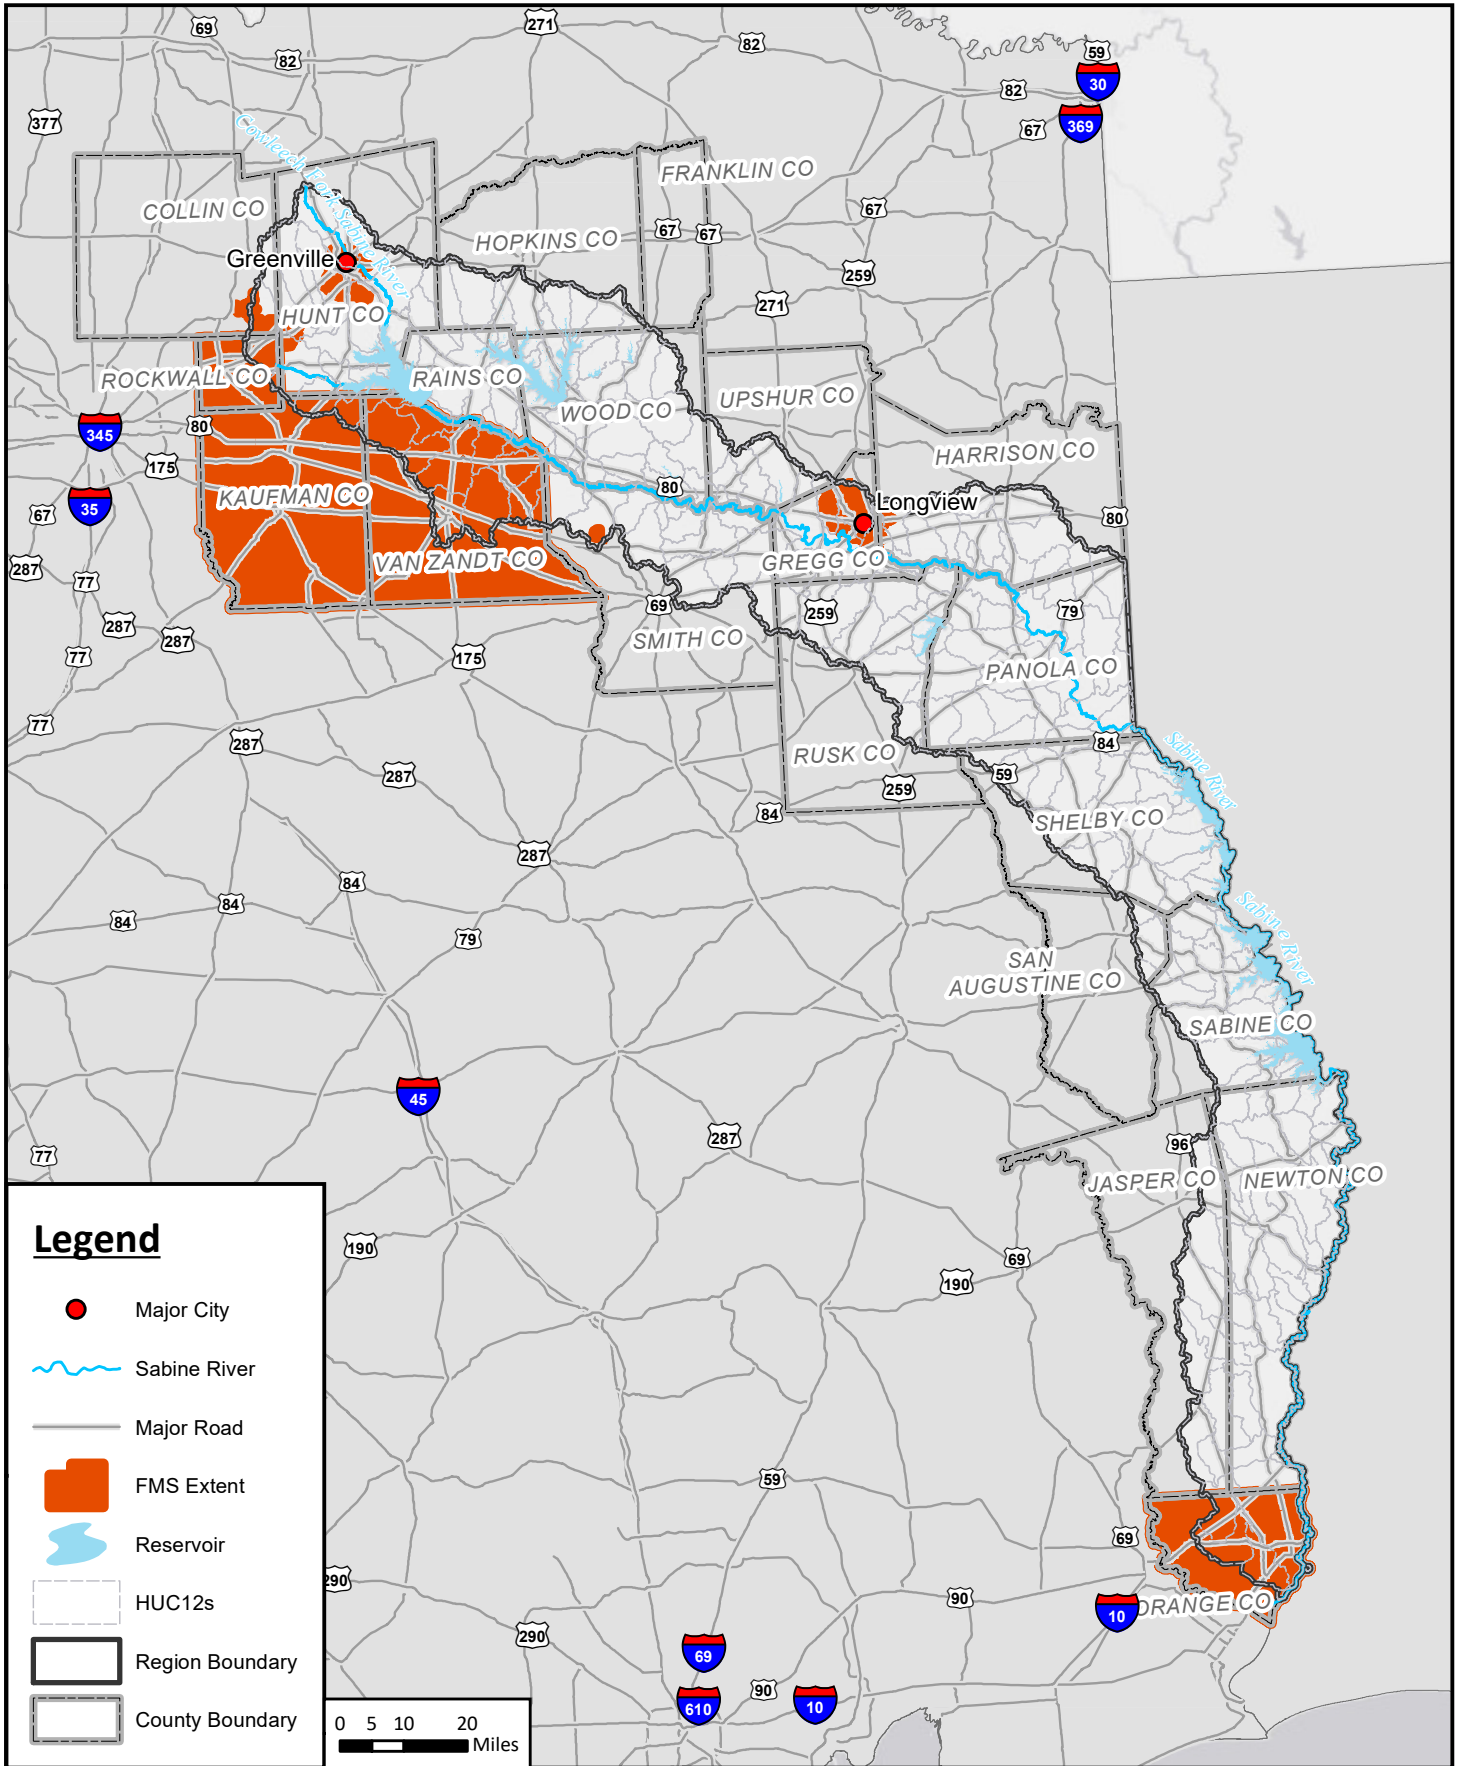 69
271
82
82
59
30
82
369
67
377
Cowleech Fork Sabine River
FRANKLIN CO
COLLIN CO
67
67
67
HOPKINS CO
Greenville
259
271
HUNT CO
ROCKWALL CO
RAINS CO
UPSHUR CO
WOOD CO
345
80
HARRISON CO
175
35
KAUFMAN CO
80
Longview
67
80
VAN ZANDT CO
GREGG CO
287
77
69
259
79
287
287
SMITH CO
77
175
PANOLA CO
77
287
84
Sabine River
RUSK CO
287
59
259
84
SHELBY CO
287
84
84
84
Sabine River
79
SAN
AUGUSTINE CO
SABINE CO
45
287
96
77
JASPER CO
NEWTON CO
190
69
190
59
69
290
90
10
ORANGE CO
290
69
90
610
10
Legend
Major City
Sabine River
Major Road
FMS Extent
Reservoir
HUC12s
Region Boundary
County Boundary
0 5 10 20
Miles